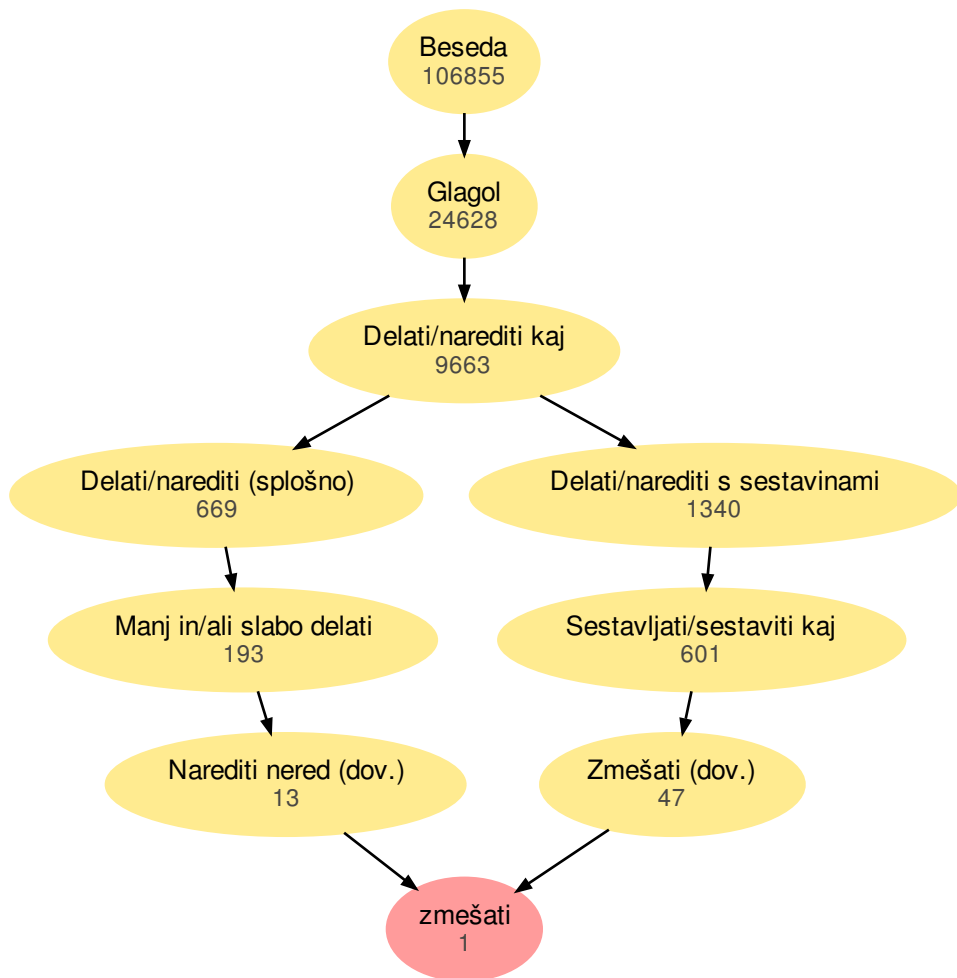 Beseda
106855
Glagol
24628
Delati/narediti kaj
9663
Delati/narediti (splošno)
669
Delati/narediti s sestavinami
1340
Manj in/ali slabo delati
193
Sestavljati/sestaviti kaj
601
Narediti nered (dov.)
13
Zmešati (dov.)
47
zmešati
1